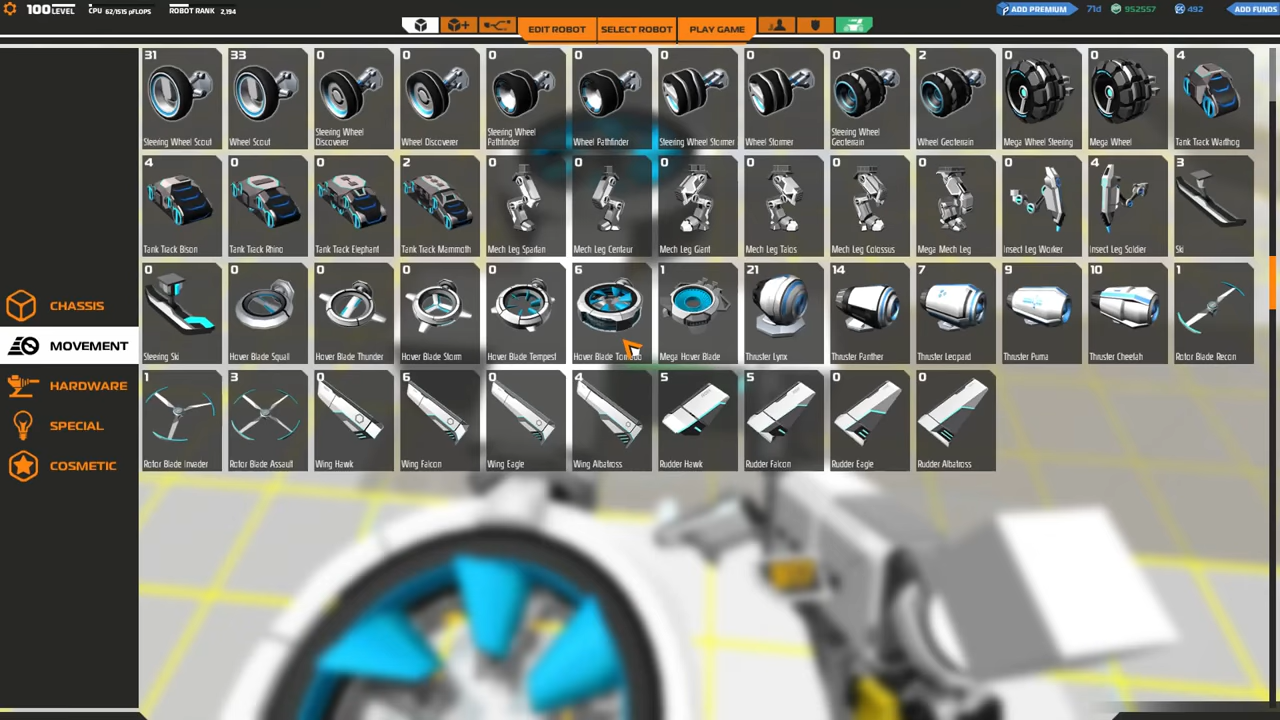 100 LEVEL
CPU 62/1515 pFLOPS
ROBOT RANK 2,194
ADD PREMIUM
71d
952557
492
ADD FUNDS
EDIT ROBOT
SELECT ROBOT
PLAY GAME
31 33 0 0 0 0 0 0 0 2 0 0 4
Steering Wheel Scout
Wheel Scout
Steering Wheel
Discoverer
Wheel Discoverer
Steering Wheel
Pathfinder
Wheel Pathfinder
Steering Wheel Stormer
Wheel Stormer
Steering Wheel
Geoterrain
Wheel Geoterrain
Mega Wheel Steering
Mega Wheel
Tank Track Warthog
4 0 0 2 0 0 0 0 0 0 0 4 3
Tank Track Bison
Tank Track Rhino
Tank Track Elephant
Tank Track Mammoth
Mech Leg Spartan
Mech Leg Centaur
Mech Leg Giant
Mech Leg Talos
Mech Leg Colossus
Mega Mech Leg
Insect Leg Worker
Insect Leg Soldier
Ski
0 0 0 0 0 6 1 21 14 7 9 10 1
Steering Ski
Hover Blade Squall
Hover Blade Thunder
Hover Blade Storm
Hover Blade Tempest
Hover Blade
Mega Hover Blade
Thruster Lynx
Thruster Panther
Thruster Leopard
Thruster Puma
Thruster Cheetah
Rotor Blade Recon
1 3 0 6 0 4 5 5 0 0
Rotor Blade Invader
Rotor Blade Assault
Wing Hawk
Wing Falcon
Wing Eagle
Wing Albatross
Rudder Hawk
Rudder Falcon
Rudder Eagle
Rudder Albatross
CHASSIS
MOVEMENT
HARDWARE
SPECIAL
COSMETIC